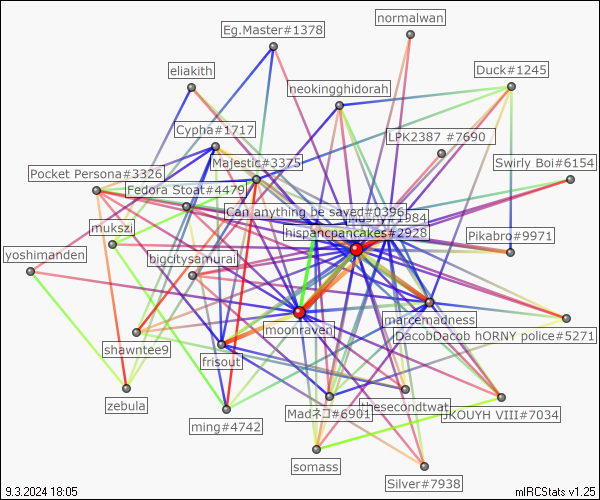 normalwan
Eg.Master#1378
eliakith
Duck#1245
neokingghidorah
Cypha#1717
LPK2387 #7690
Majestic#3375
Swirly Boi#6154
Pocket Persona#3326
Fedora Stoat#4479
Can anything be saved#0396
#1984
mukszj
hispancpancakes#2928
Pikabro#9971
yoshimanden
bigcitysamurai
moonraven
marcemadness
DacobDacob hORNY police#5271
shawntee9
frisout
zebula
Madネコ#6901
thesecondtwat
JKOUYH VIII#7034
ming#4742
somass
Silver#7938
9.3.2024 18:05
mIRCStats v1.25